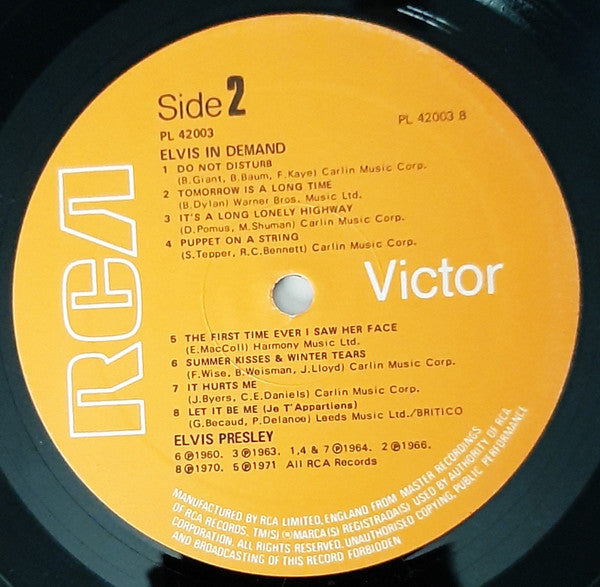 RCA
Victor
Side 2
PL 42003
PL 42003 B
ELVIS IN DEMAND
1 DO NOT DISTURB
(B.Giant, B.Baum, F.Kaye) Carlin Music Corp.
2 TOMORROW IS A LONG TIME
(B.Dylan) Warner Bros. Music Ltd.
3 IT'S A LONG LONELY HIGHWAY
(D.Pomus, M.Shuman) Carlin Music Corp.
4 PUPPET ON A STRING
(S.Tepper, R.C.Bennett) Carlin Music Corp.
5 THE FIRST TIME EVER I SAW HER FACE
(E.MacColl) Harmony Music Ltd.
6 SUMMER KISSES & WINTER TEARS
(F.Wise, B.Weisman, J.Lloyd) Carlin Music Corp.
7 IT HURTS ME
(J.Byers, C.E.Daniels) Carlin Music Corp.
8 LET IT BE ME (Je T'Appartiens)
(G.Becaud, P.Delanoe) Leeds Music Ltd./BRITICO
ELVIS PRESLEY
6 ℗1960. 3 ℗1963. 1,4 & 7 ℗1964. 2 ℗1966.
8 ℗1970. 5 ℗1971 All RCA Records
MANUFACTURED BY RCA LIMITED, ENGLAND FROM MASTER RECORDINGS
OF RCA RECORDS, TM(S) ® MARCA(S) REGISTRADA(S) USED BY AUTHORITY OF RCA
CORPORATION. ALL RIGHTS RESERVED. UNAUTHORISED COPYING, PUBLIC PERFORMANCE
AND BROADCASTING OF THIS RECORD FORBIDDEN